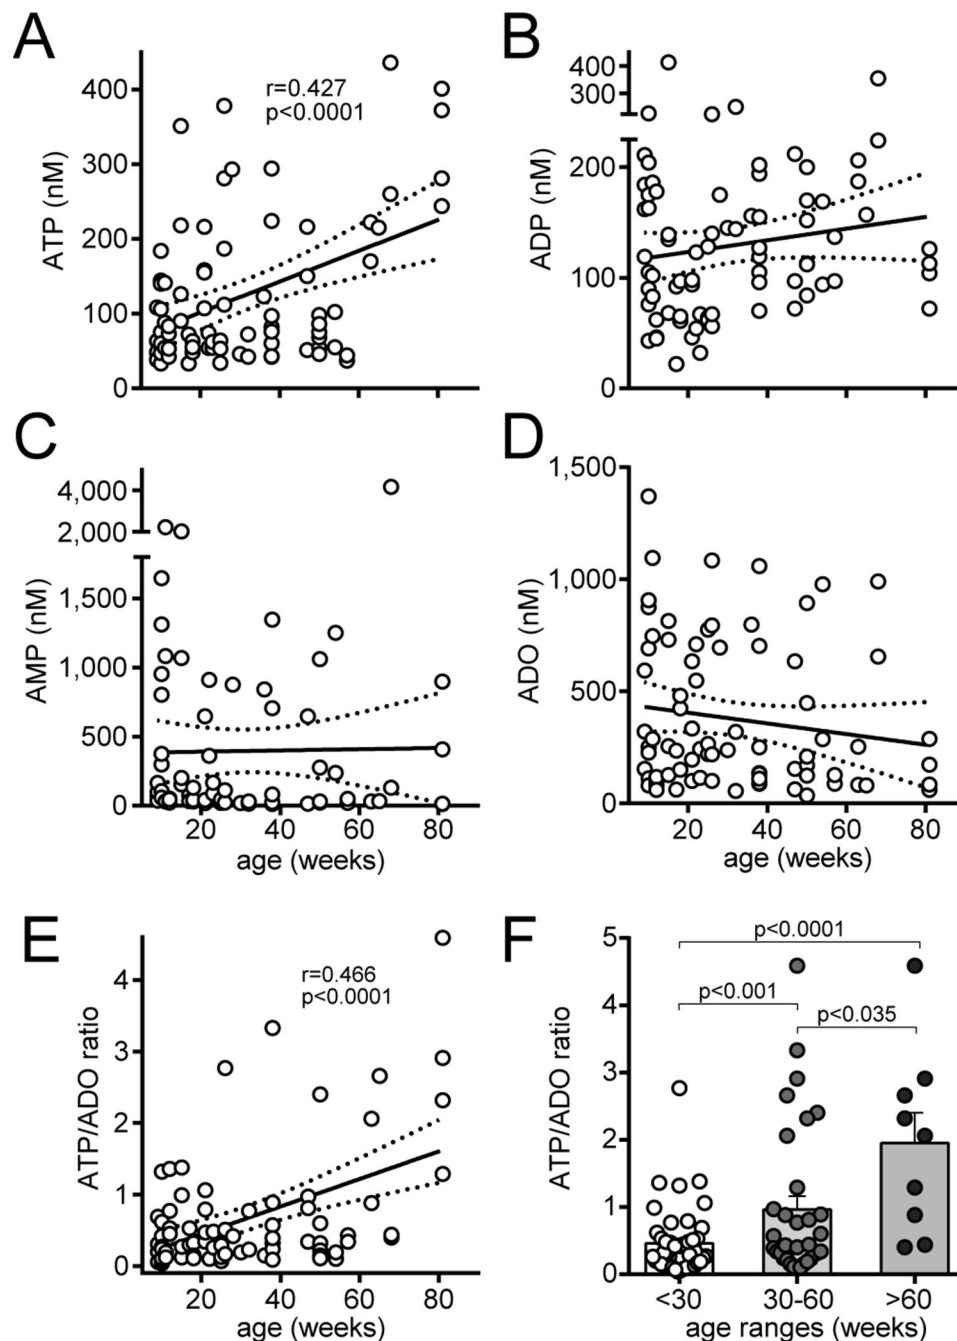 A
ATP (nM)
400
300
200
100
0
r=0.427
p<0.0001
B
ADP (nM)
400
300
200
100
0
C
AMP (nM)
4,000
2,000
1,500
1,000
500
0
20 40 60 80
age (weeks)
D
ADO (nM)
1,500
1,000
500
0
20 40 60 80
age (weeks)
E
ATP/ADO ratio
4
3
2
1
0
r=0.466
p<0.0001
20 40 60 80
age (weeks)
F
ATP/ADO ratio
5
4
3
2
1
0
p<0.0001
p<0.001
p<0.035
<30 30-60 >60
age ranges (weeks)